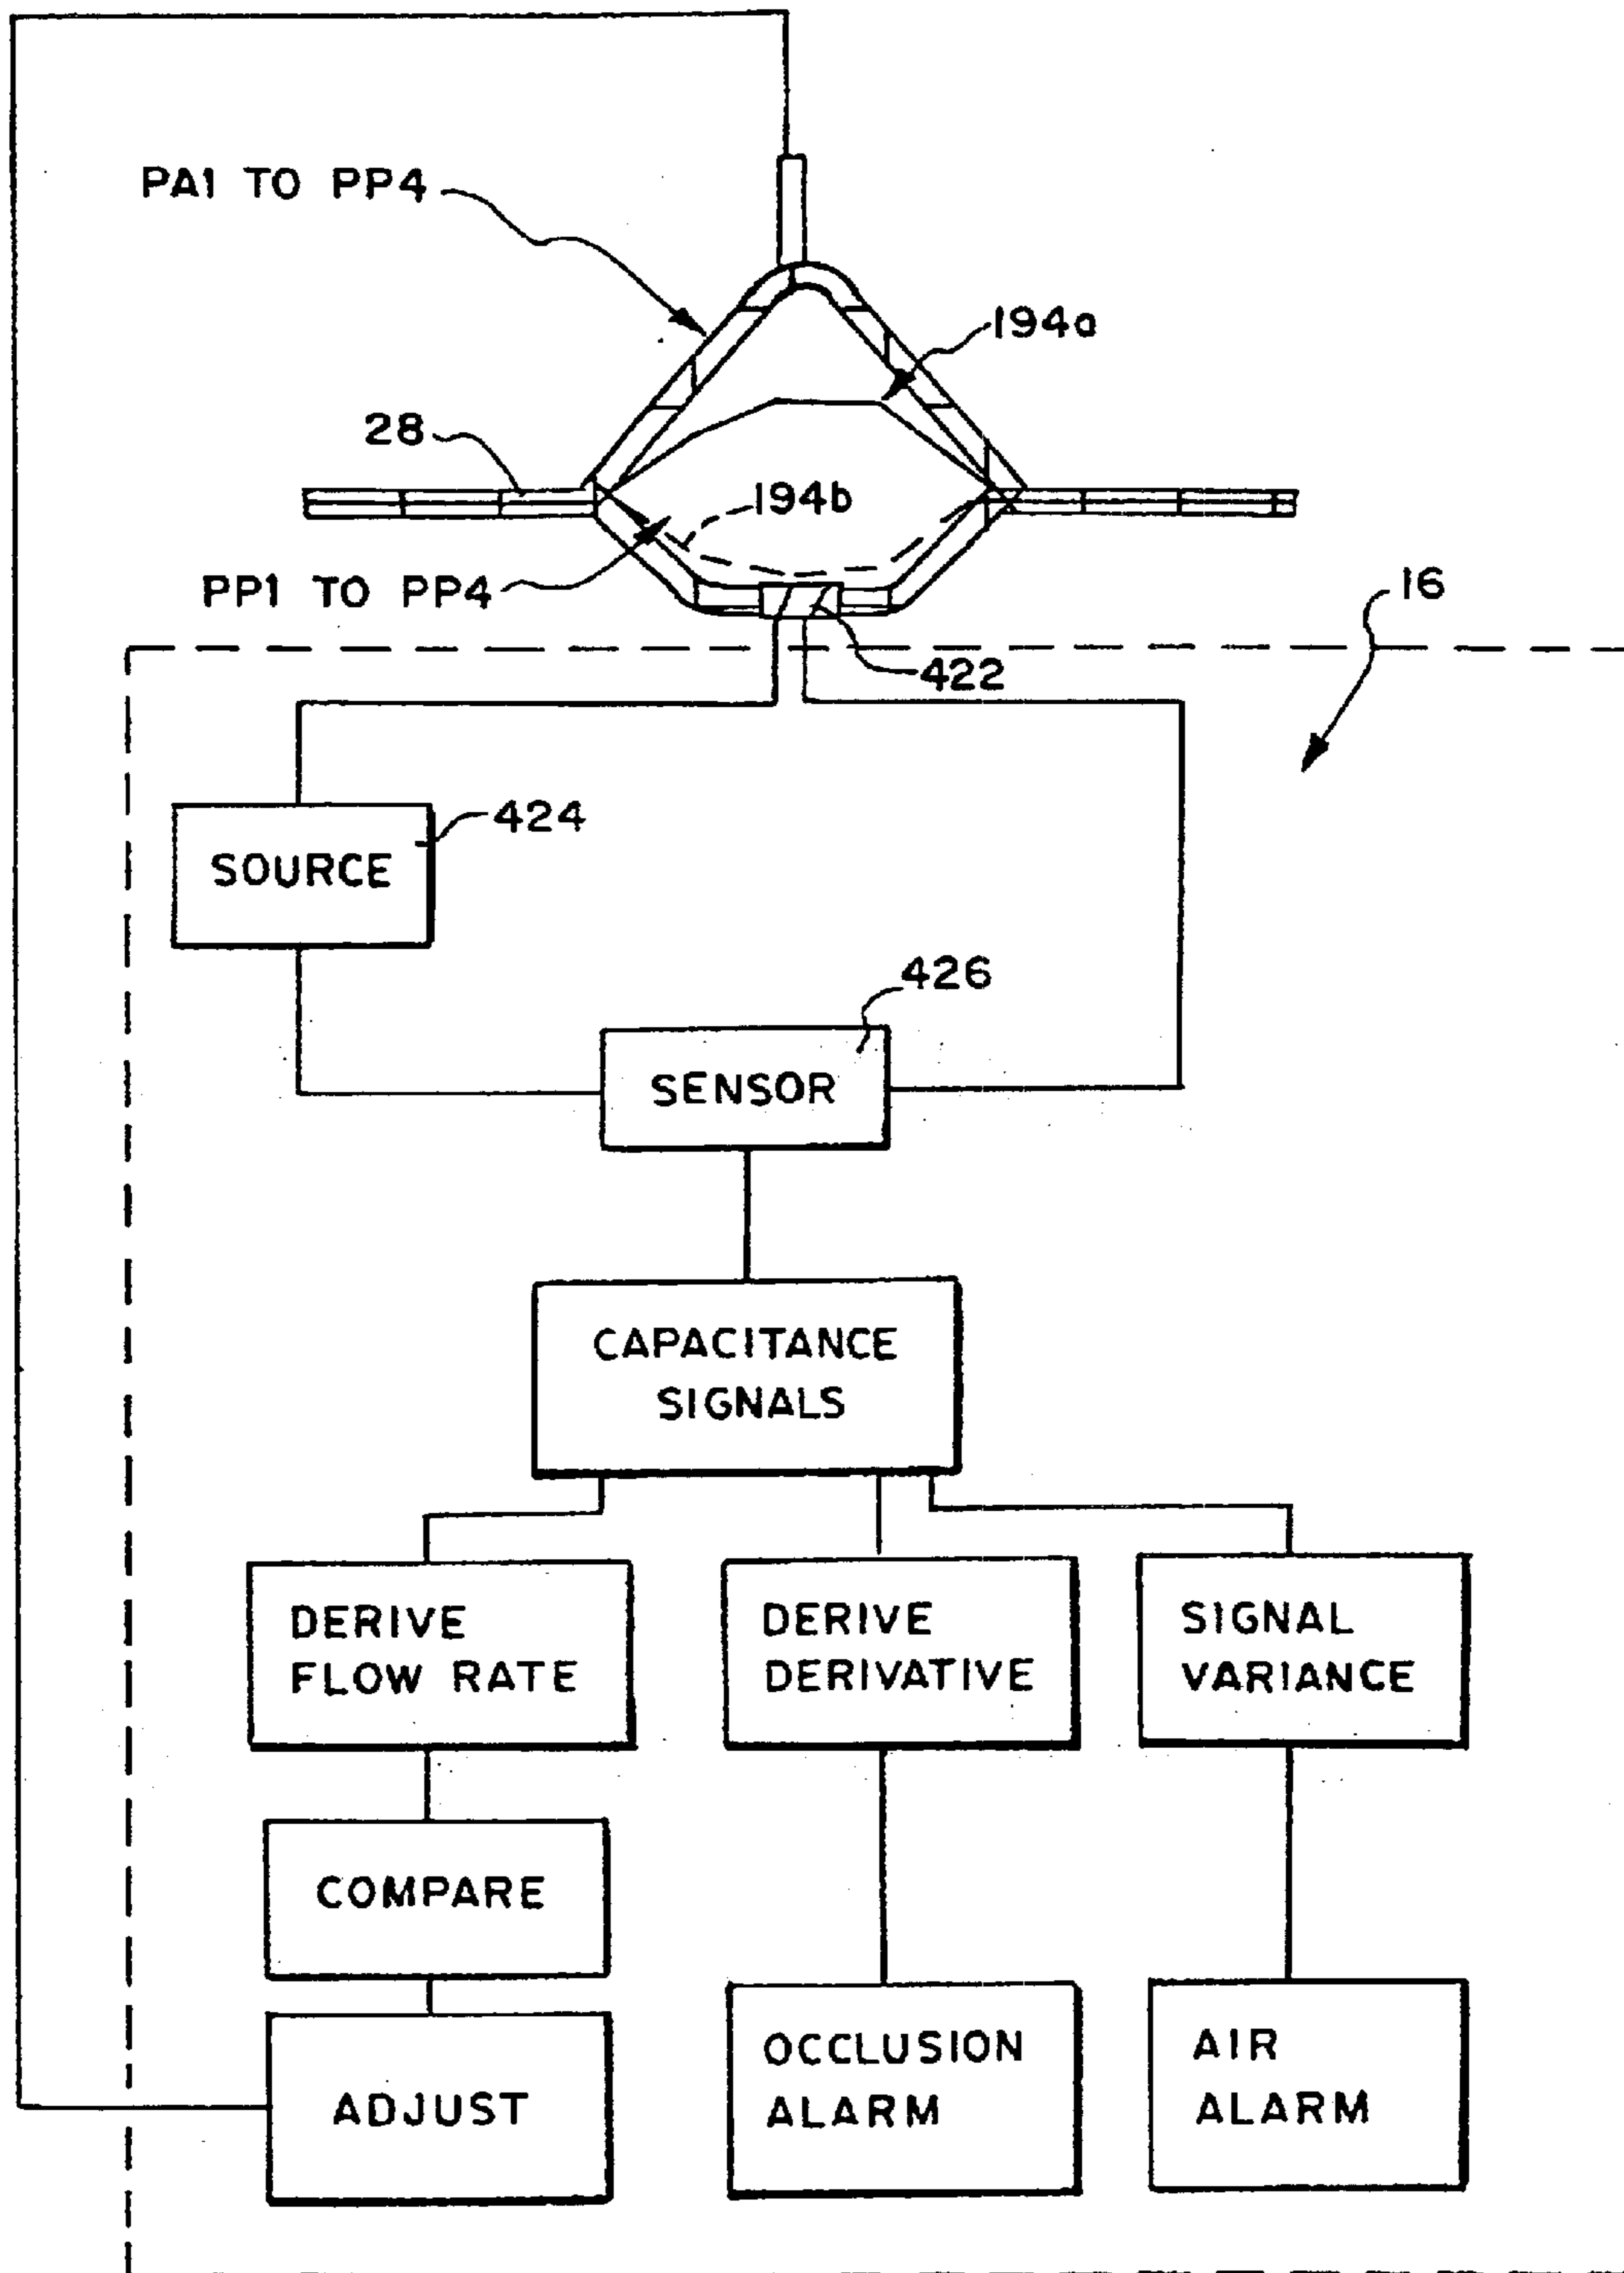 PA1 TO PP4
194a
28
194b
PP1 TO PP4
16
422
424
SOURCE
426
SENSOR
CAPACITANCE
SIGNALS
DERIVE
FLOW RATE
DERIVE
DERIVATIVE
SIGNAL
VARIANCE
COMPARE
ADJUST
OCCLUSION
ALARM
AIR
ALARM